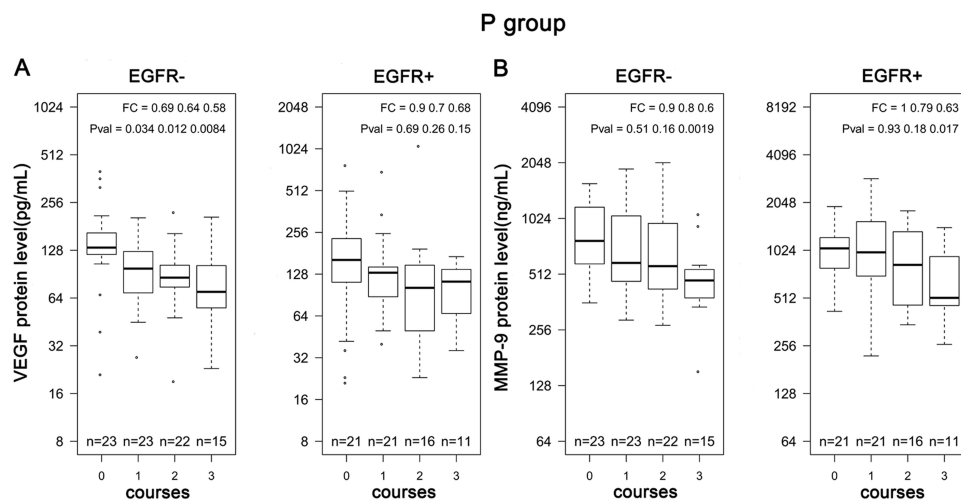 P group
A
EGFR-
VEGF protein level(pg/mL)
FC = 0.69 0.64 0.58
Pval = 0.034 0.012 0.0084
1024
512
256
128
64
32
16
8
n=23 n=23 n=22 n=15
0 1 2 3
courses
EGFR+
FC = 0.9 0.7 0.68
0.69 0.26 0.15
2048
1024
512
256
128
64
32
16
8
n=21 n=21 n=16 n=11
0 1 2 3
courses
B
EGFR-
MMP-9 protein level(ng/mL)
FC = 0.9 0.8 0.6
Pval = 0.51 0.16 0.0019
4096
2048
1024
512
256
128
64
n=23 n=23 n=22 n=15
0 1 2 3
courses
EGFR+
FC = 1 0.79 0.63
Pval = 0.93 0.18 0.017
8192
4096
2048
1024
512
256
128
64
n=21 n=21 n=16 n=11
0 1 2 3
courses